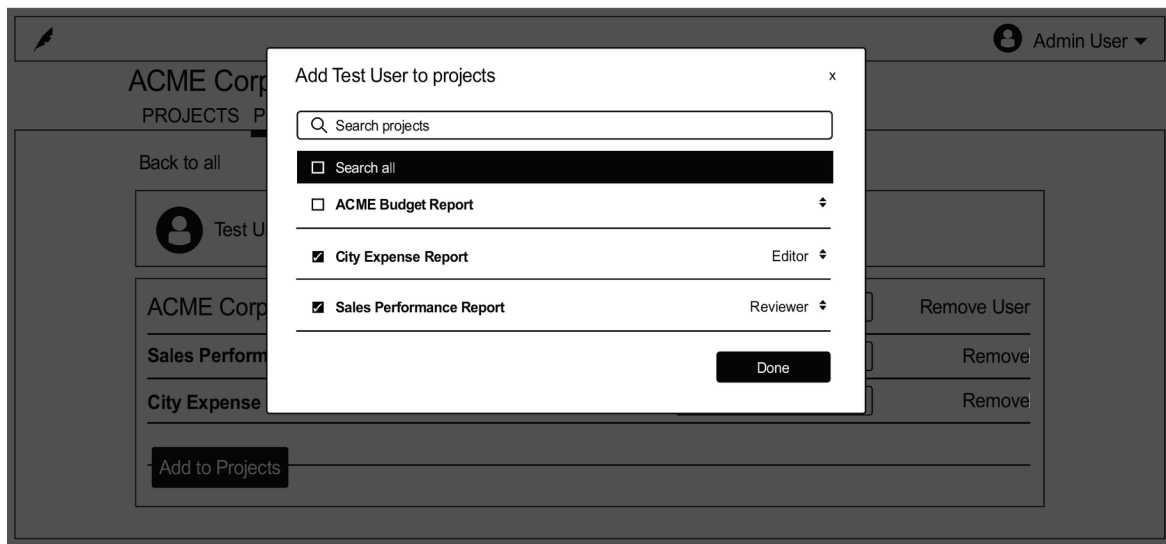 Admin User
ACME Corp
PROJECTS P
Back to all
Test U
Add Test User to projects x
Search projects
Search all
ACME Budget Report
City Expense Report Editor
Sales Performance Report Reviewer
Done
ACME Corp Remove User
Sales Perform Remove
City Expense Remove
Add to Projects